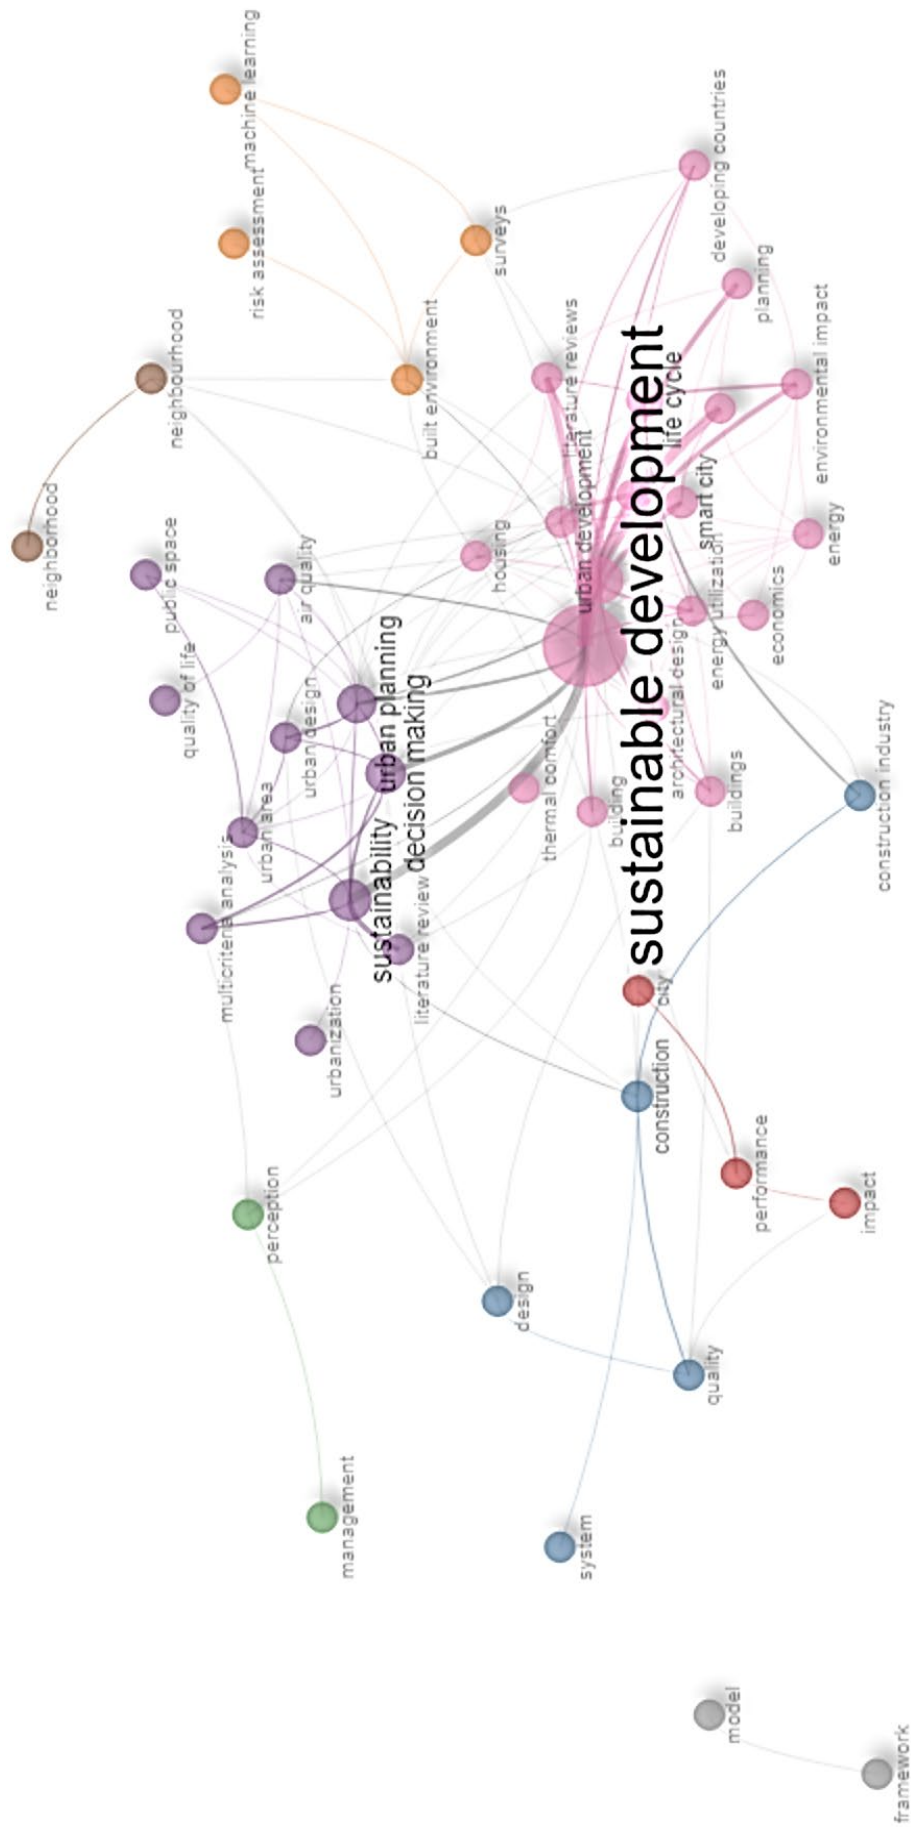 machine learning
risk assessment
surveys
developing countries
planning
neighbourhood
built environment
literature reviews
environmental impact
life cycle
neighborhood
public space
air quality
housing
urban development
smart city
energy
sustainable development
quality of life
urban design
urban planning
decision making
energy utilization
economics
architectural design
thermal comfort
building
buildings
construction industry
urban area
multicriteria analysis
sustainability
literature review
urbanization
city
construction
performance
impact
perception
design
quality
management
system
model
framework